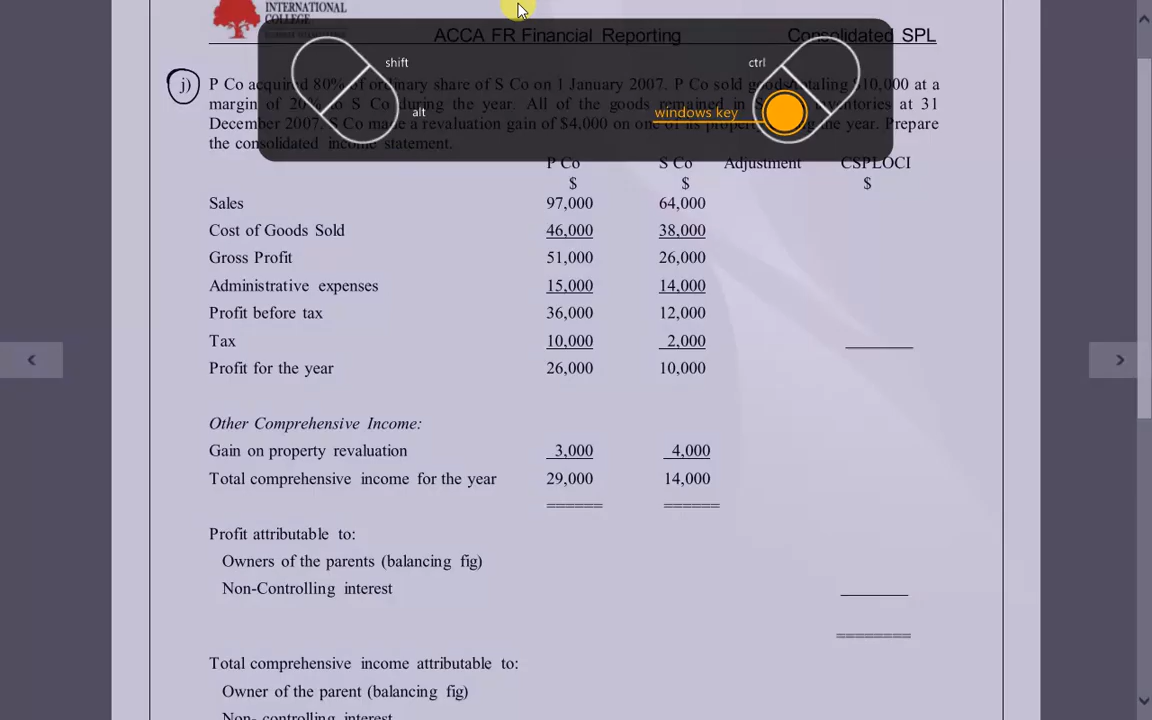 INTERNATIONAL
COLLEGE
ACCA FR Financial Reporting Consolidated SPL
shift
ctrl
alt
windows key
j) P Co acquired 80% of ordinary share of S Co on 1 January 2007. P Co sold goods totaling $10,000 at a
margin of 20% to S Co during the year. All of the goods remained in inventories at 31
December 2007. S Co made a revaluation gain of $4,000 on one of its property during the year. Prepare
the consolidated income statement.
P Co S Co Adjustment CSPLOCI
$ $ $
Sales 97,000 64,000
Cost of Goods Sold 46,000 38,000
Gross Profit 51,000 26,000
Administrative expenses 15,000 14,000
Profit before tax 36,000 12,000
Tax 10,000 2,000
Profit for the year 26,000 10,000
Other Comprehensive Income:
Gain on property revaluation 3,000 4,000
Total comprehensive income for the year 29,000 14,000
====== ======
Profit attributable to:
Owners of the parents (balancing fig)
Non-Controlling interest
========
Total comprehensive income attributable to:
Owner of the parent (balancing fig)
Non- controlling interest